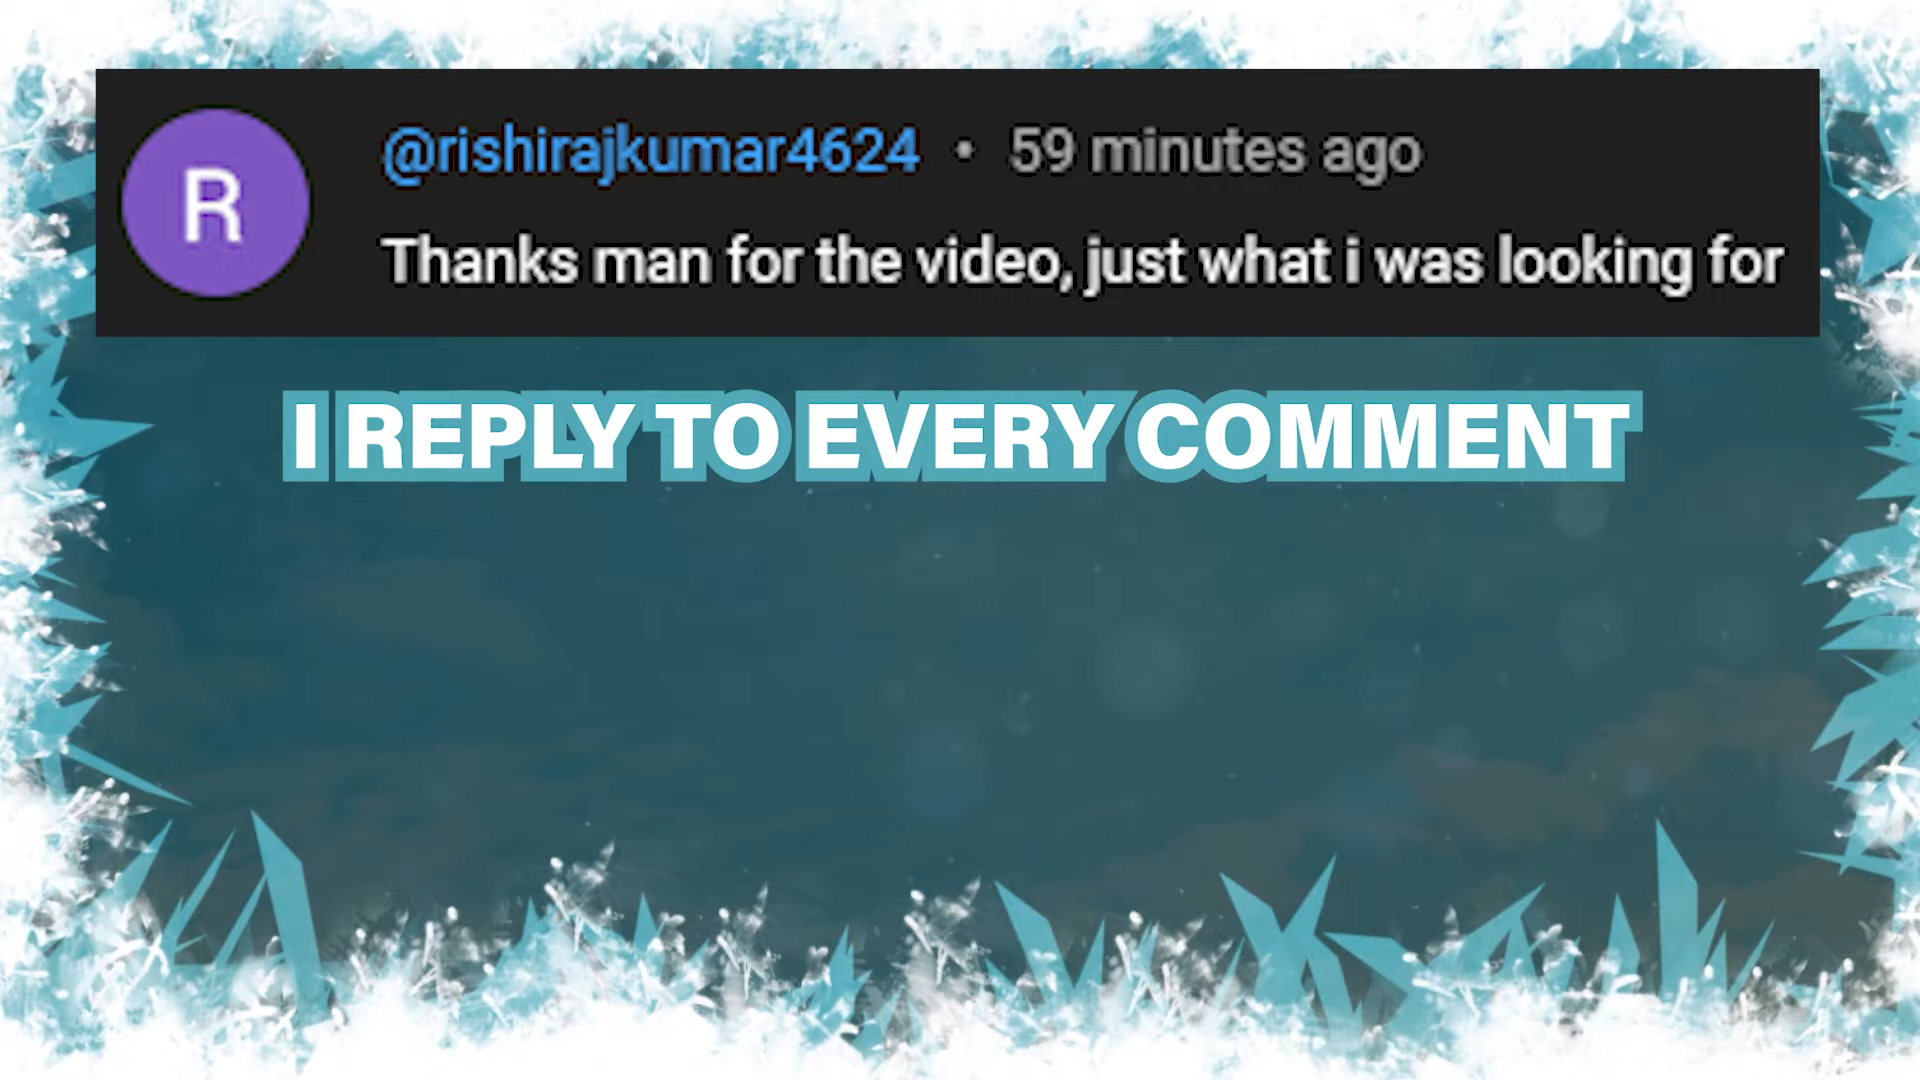 R
@rishirajkumar4624 • 59 minutes ago
Thanks man for the video, just what i was looking for
I REPLY TO EVERY COMMENT